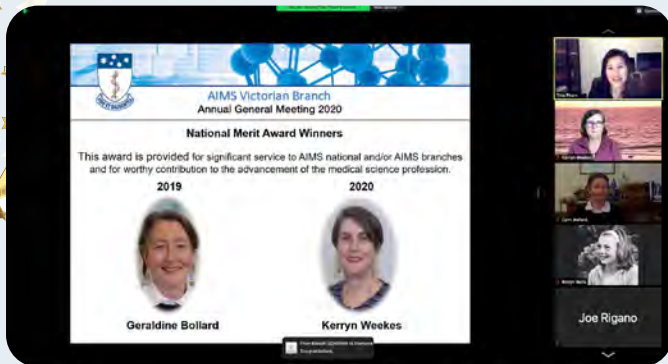 AIMS Victorian Branch
Annual General Meeting 2020
National Merit Award Winners
This award is provided for significant service to AIMS national and/or AIMS branches
and for worthy contribution to the advancement of the medical science profession.
2019
2020
Geraldine Bollard
Kerryn Weekes
Kerryn Weekes
Joe Rigano